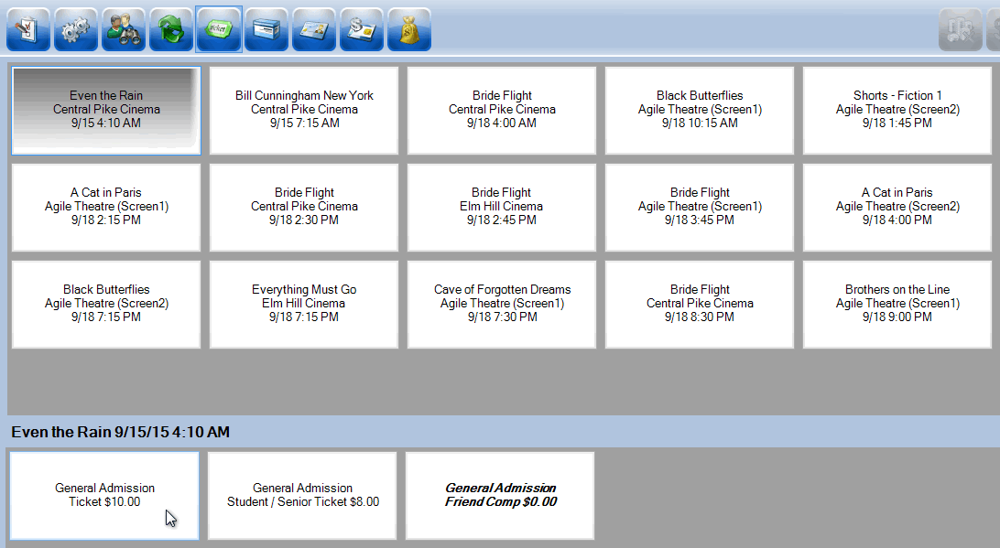 ticket
Even the Rain
Central Pike Cinema
9/15 4:10 AM
Bill Cunningham New York
Central Pike Cinema
9/15 7:15 AM
Bride Flight
Central Pike Cinema
9/18 4:00 AM
Black Butterflies
Agile Theatre (Screen1)
9/18 10:15 AM
Shorts - Fiction 1
Agile Theatre (Screen2)
9/18 1:45 PM
A Cat in Paris
Agile Theatre (Screen1)
9/18 2:15 PM
Bride Flight
Central Pike Cinema
9/18 2:30 PM
Bride Flight
Elm Hill Cinema
9/18 2:45 PM
Bride Flight
Agile Theatre (Screen1)
9/18 3:45 PM
A Cat in Paris
Agile Theatre (Screen2)
9/18 4:00 PM
Black Butterflies
Agile Theatre (Screen2)
9/18 7:15 PM
Everything Must Go
Elm Hill Cinema
9/18 7:15 PM
Cave of Forgotten Dreams
Agile Theatre (Screen1)
9/18 7:30 PM
Bride Flight
Central Pike Cinema
9/18 8:30 PM
Brothers on the Line
Agile Theatre (Screen1)
9/18 9:00 PM
Even the Rain 9/15/15 4:10 AM
General Admission
Ticket $10.00
General Admission
Student / Senior Ticket $8.00
General Admission
Friend Comp $0.00